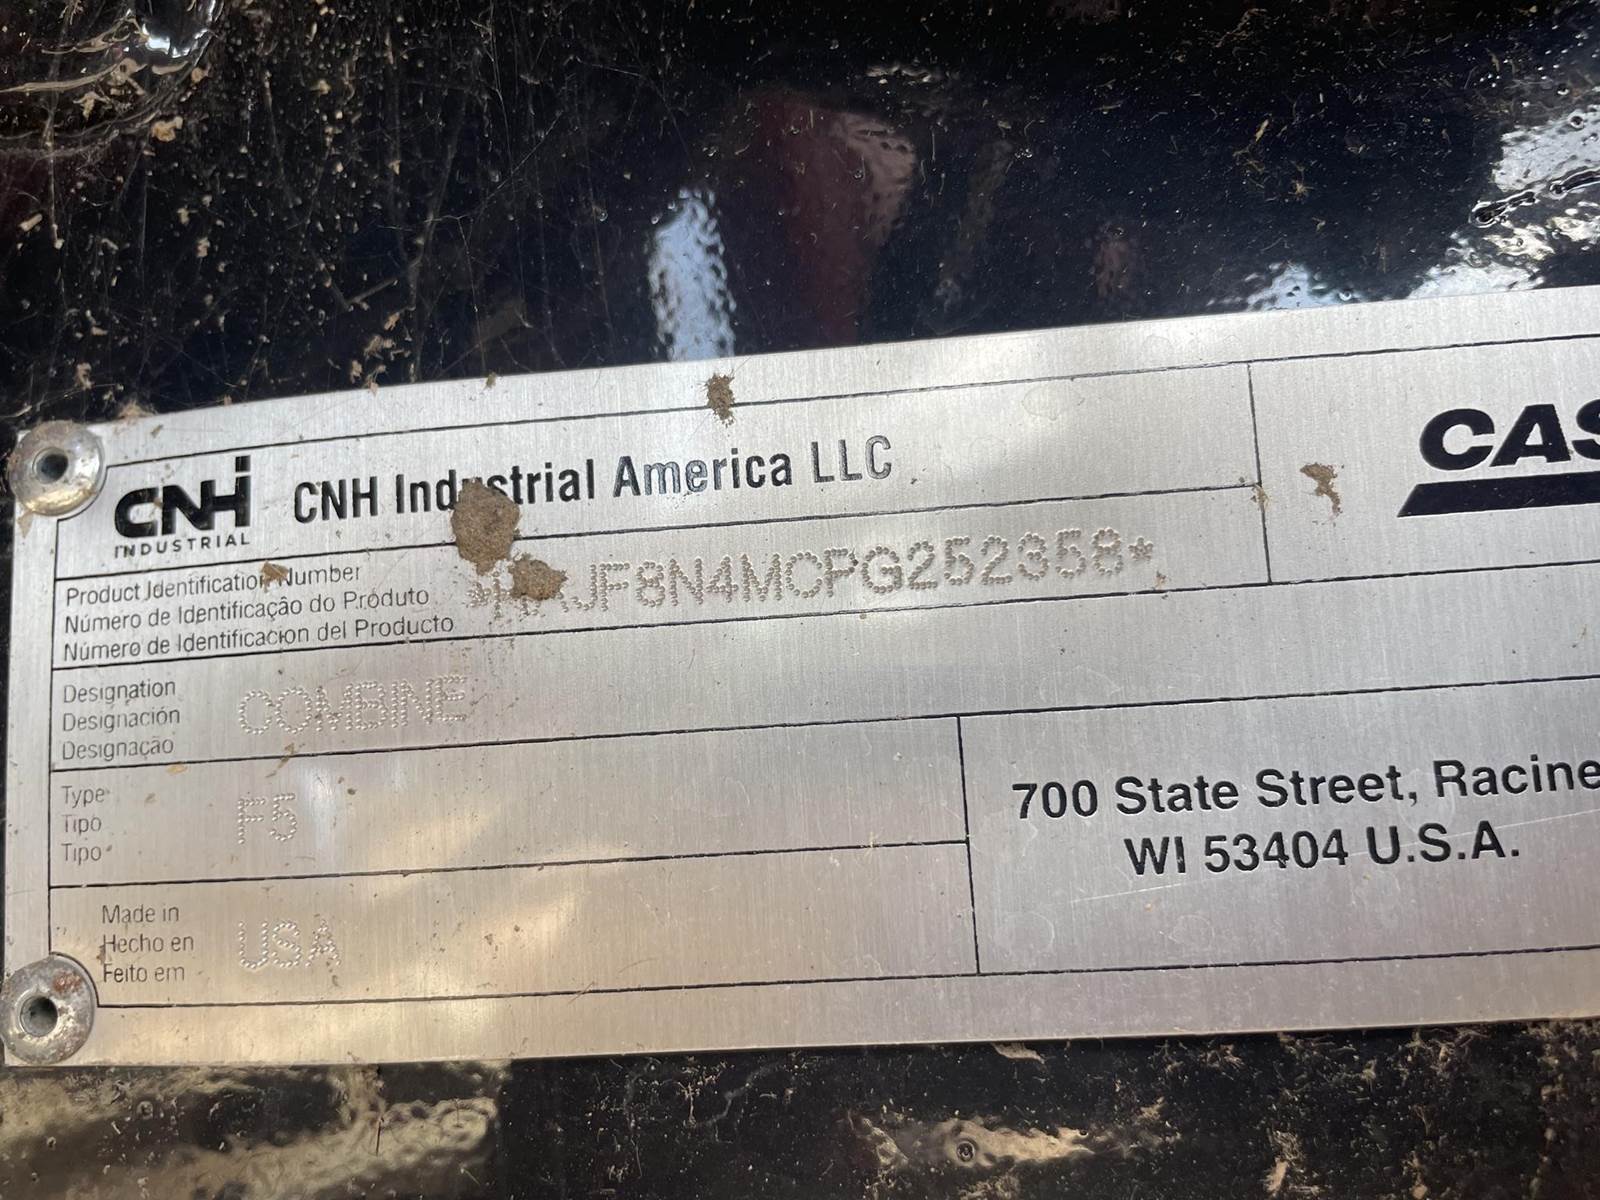 CNH
INDUSTRIAL
CNH Industrial America LLC
CAS
Product Identification Number
Número de Identificação do Produto
Número de Identificacion del Producto
*HAJF8N4MCPG252358*
Designation
Designación
Designação
COMBINE
Type
Tipo
Tipo
F5
700 State Street, Racine
WI 53404 U.S.A.
Made in
Hecho en
Feito em
USA